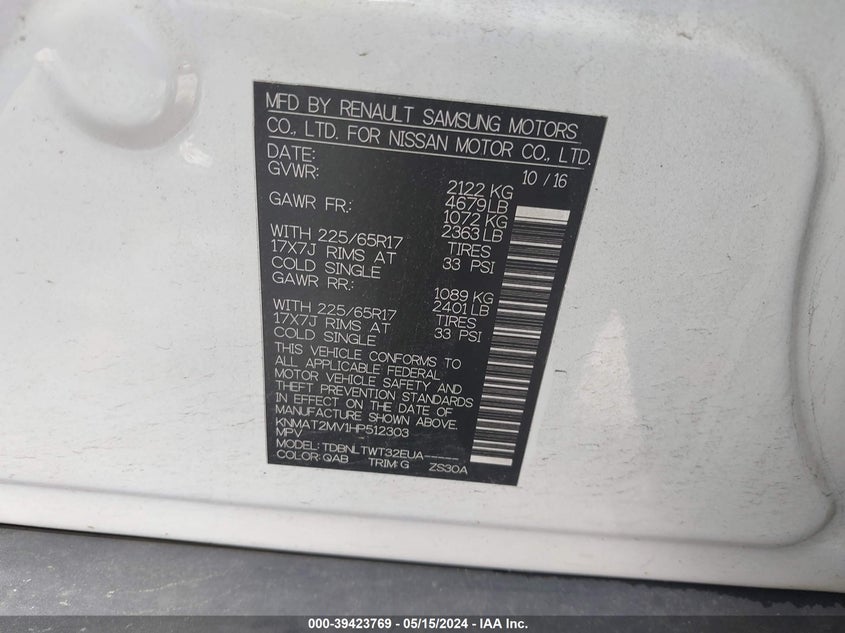 MFD BY RENAULT SAMSUNG MOTORS
CO., LTD. FOR NISSAN MOTOR CO., LTD.
DATE: 10 / 16
GVWR: 2122 KG
4679LB
GAWR FR.: 1072 KG
2363 LB
WITH 225/65R17 TIRES
17X7J RIMS AT 33 PSI
COLD SINGLE
GAWR RR.: 1089 KG
2401LB
WITH 225/65R17 TIRES
17X7J RIMS AT 33 PSI
COLD SINGLE
THIS VEHICLE CONFORMS TO
ALL APPLICABLE FEDERAL
MOTOR VEHICLE SAFETY AND
THEFT PREVENTION STANDARDS
IN EFFECT ON THE DATE OF
MANUFACTURE SHOWN ABOVE.
KNMAT2MV1HP512303
MPV
MODEL: TDBNLTWT32EUA-----
COLOR: QAB TRIM: G ZS30A
000-39423769 - 05/15/2024 - IAA Inc.